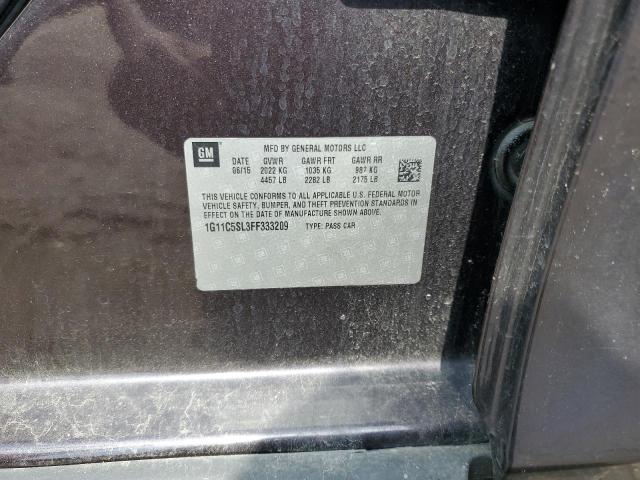 GM
MFD BY GENERAL MOTORS LLC
DATE GVWR GAWR FRT GAWR RR
06/15 2022 KG 1035 KG 987 KG
4457 LB 2282 LB 2175 LB
THIS VEHICLE CONFORMS TO ALL APPLICABLE U.S. FEDERAL MOTOR
VEHICLE SAFETY, BUMPER, AND THEFT PREVENTION STANDARDS
IN EFFECT ON THE DATE OF MANUFACTURE SHOWN ABOVE.
1G11C5SL3FF333209 TYPE: PASS CAR